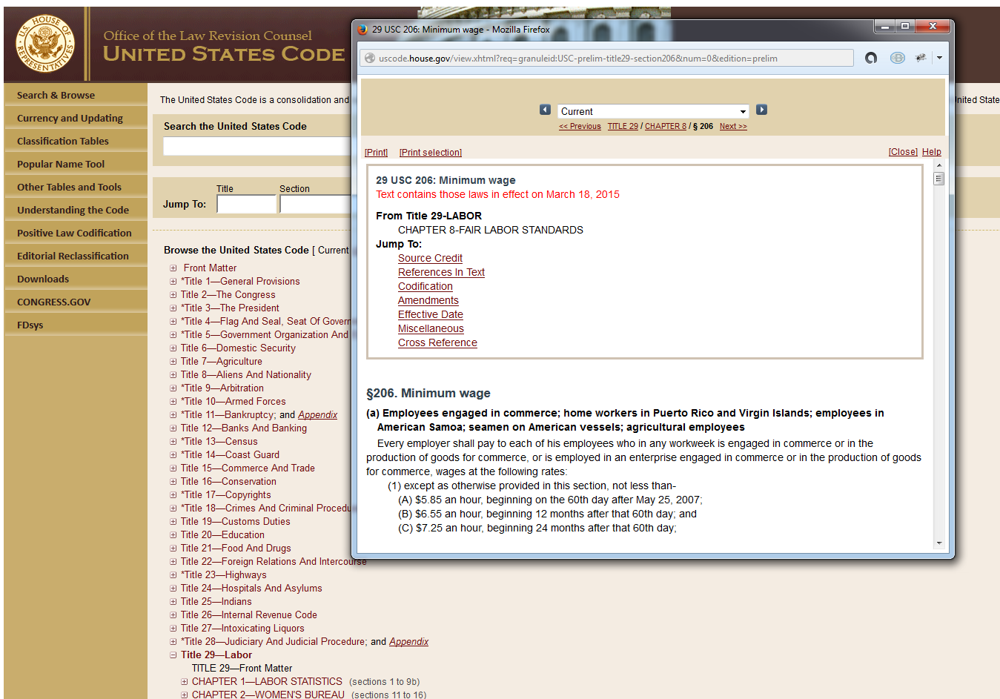 U.S. HOUSE OF REPRESENTATIVES
Office of the Law Revision Counsel
UNITED STATES CODE
Search & Browse
Currency and Updating
Classification Tables
Popular Name Tool
Other Tables and Tools
Understanding the Code
Positive Law Codification
Editorial Reclassification
Downloads
CONGRESS.GOV
FDsys
The United States Code is a consolidation and
United State
Search the United States Code
Title
Section
Jump To:
Browse the United States Code [ Current
Front Matter
*Title 1—General Provisions
Title 2—The Congress
*Title 3—The President
*Title 4—Flag And Seal, Seat Of Govern
*Title 5—Government Organization And
Title 6—Domestic Security
Title 7—Agriculture
Title 8—Aliens And Nationality
*Title 9—Arbitration
*Title 10—Armed Forces
*Title 11—Bankruptcy; and Appendix
Title 12—Banks And Banking
*Title 13—Census
*Title 14—Coast Guard
Title 15—Commerce And Trade
Title 16—Conservation
*Title 17—Copyrights
*Title 18—Crimes And Criminal Procedu
Title 19—Customs Duties
Title 20—Education
Title 21—Food And Drugs
Title 22—Foreign Relations And Intercourse
*Title 23—Highways
Title 24—Hospitals And Asylums
Title 25—Indians
Title 26—Internal Revenue Code
Title 27—Intoxicating Liquors
*Title 28—Judiciary And Judicial Procedure; and Appendix
Title 29—Labor
TITLE 29—Front Matter
CHAPTER 1—LABOR STATISTICS (sections 1 to 9b)
CHAPTER 2—WOMEN'S BUREAU (sections 11 to 16)
29 USC 206: Minimum wage - Mozilla Firefox
uscode.house.gov/view.xhtml?req=granuleid:USC-prelim-title29-section206&num=0&edition=prelim
Current
<< Previous TITLE 29 / CHAPTER 8 / § 206 Next >>
[Print] [Print selection] [Close] Help
29 USC 206: Minimum wage
Text contains those laws in effect on March 18, 2015
From Title 29-LABOR
CHAPTER 8-FAIR LABOR STANDARDS
Jump To:
Source Credit
References In Text
Codification
Amendments
Effective Date
Miscellaneous
Cross Reference
§206. Minimum wage
(a) Employees engaged in commerce; home workers in Puerto Rico and Virgin Islands; employees in
American Samoa; seamen on American vessels; agricultural employees
Every employer shall pay to each of his employees who in any workweek is engaged in commerce or in the
production of goods for commerce, or is employed in an enterprise engaged in commerce or in the production of goods
for commerce, wages at the following rates:
(1) except as otherwise provided in this section, not less than-
(A) $5.85 an hour, beginning on the 60th day after May 25, 2007;
(B) $6.55 an hour, beginning 12 months after that 60th day; and
(C) $7.25 an hour, beginning 24 months after that 60th day;